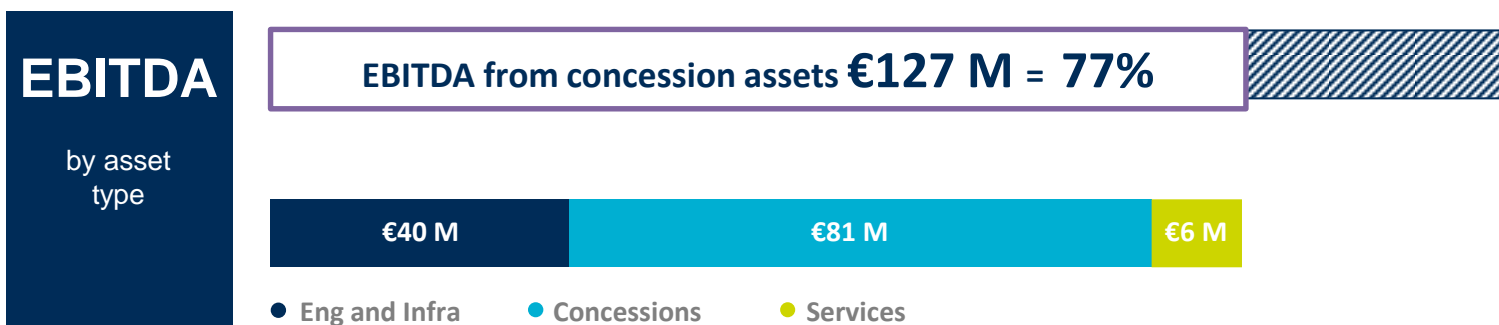 EBITDA
by asset
type
EBITDA from concession assets €127 M = 77%
€40 M €81 M €6 M
Eng and Infra Concessions Services